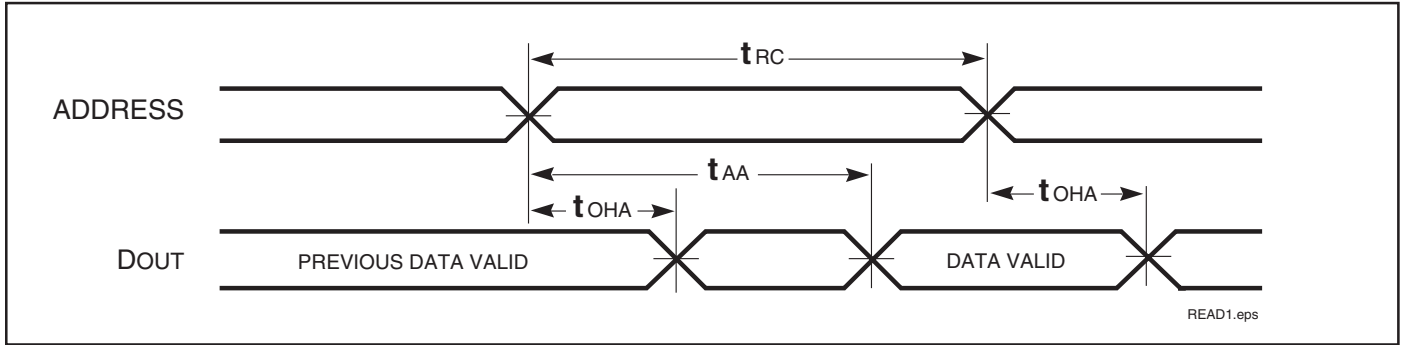 tRC
ADDRESS
tAA
tOHA
tOHA
DOUT
PREVIOUS DATA VALID
DATA VALID
READ1.eps